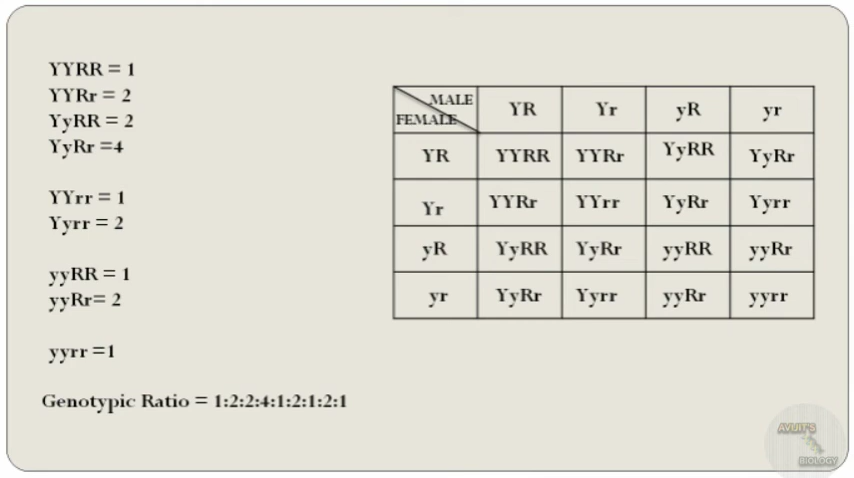 YYRR = 1
YYRr = 2
YyRR = 2
YyRr =4
YYrr = 1
Yyrr = 2
yyRR = 1
yyRr= 2
yyrr =1
Genotypic Ratio = 1:2:2:4:1:2:1:2:1
MALE
FEMALE
YR Yr yR yr
YR YYRR YYRr YyRR YyRr
Yr YYRr YYrr YyRr Yyrr
yR YyRR YyRr yyRR yyRr
yr YyRr Yyrr yyRr yyrr
AVIJIT'S
BIOLOGY